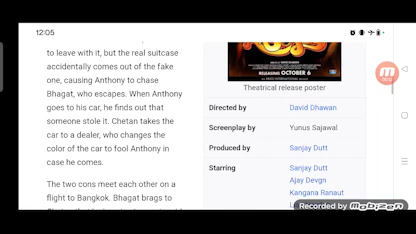 12:05
to leave with it, but the real suitcase
accidentally comes out of the fake
one, causing Anthony to chase
Bhagat, who escapes. When Anthony
goes to his car, he finds out that
someone stole it. Chetan takes the
car to a dealer, who changes the
color of the car to fool Anthony in
case he comes.
The two cons meet each other on a
flight to Bangkok. Bhagat brags to
RELEASING OCTOBER 6
Theatrical release poster
Directed by David Dhawan
Screenplay by Yunus Sajawal
Produced by Sanjay Dutt
Starring Sanjay Dutt
Ajay Devgn
Kangana Ranaut
Recorded by Mobizen